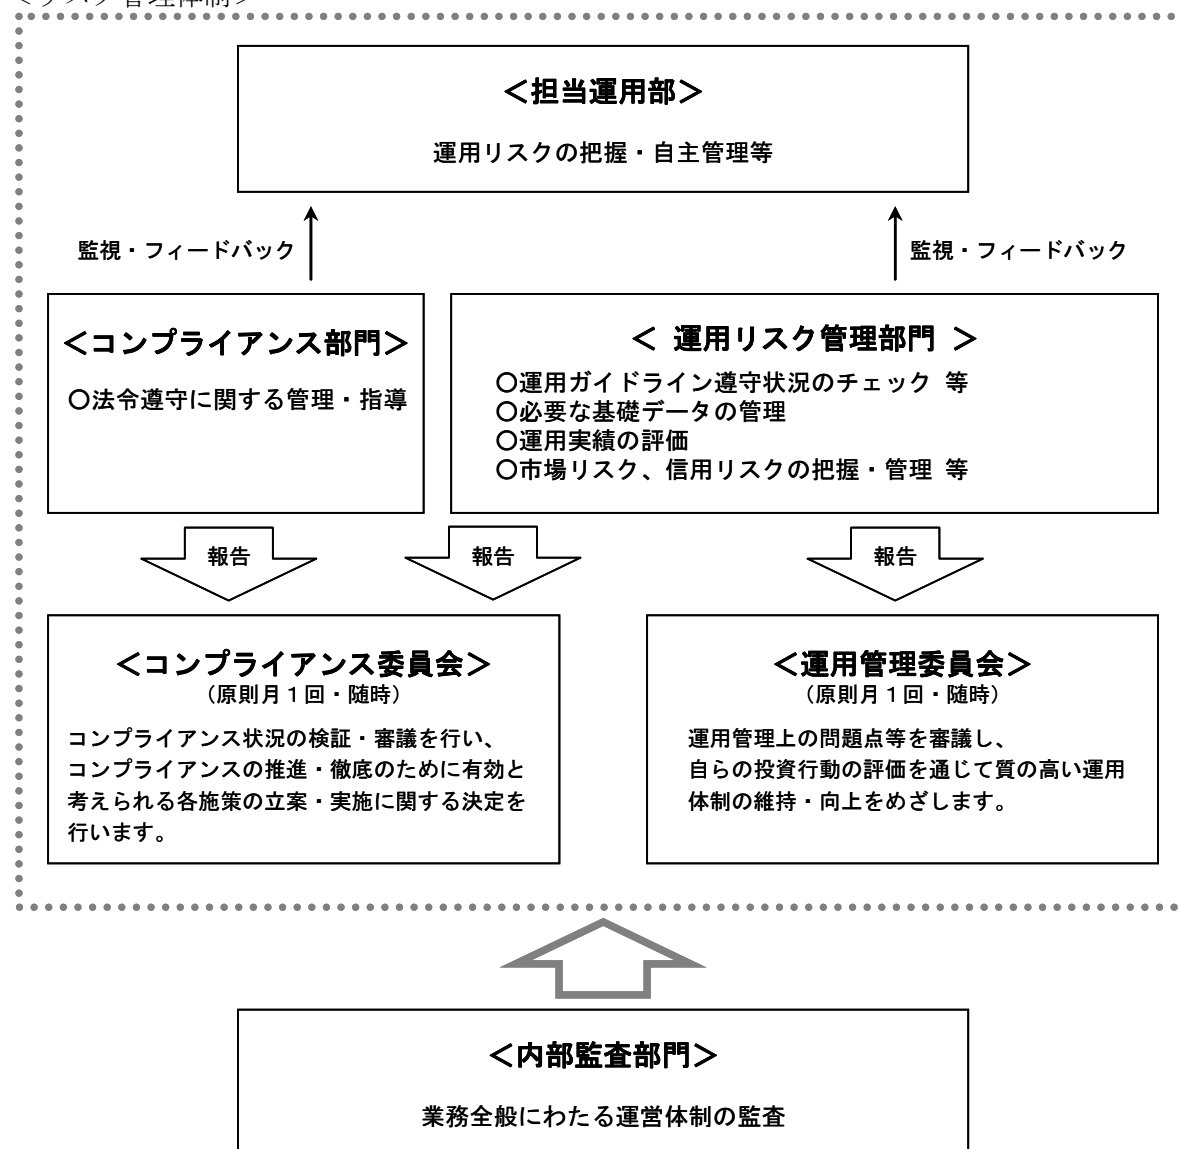 ＜担当運用部＞
運用リスクの把握・自主管理等
監視・フィードバック
監視・フィードバック
＜コンプライアンス部門＞
○法令遵守に関する管理・指導
＜ 運用リスク管理部門 ＞
○運用ガイドライン遵守状況のチェック 等
○必要な基礎データの管理
○運用実績の評価
○市場リスク、信用リスクの把握・管理 等
報告
報告
報告
＜コンプライアンス委員会＞
（原則月１回・随時）
コンプライアンス状況の検証・審議を行い、
コンプライアンスの推進・徹底のために有効と
考えられる各施策の立案・実施に関する決定を
行います。
＜運用管理委員会＞
（原則月１回・随時）
運用管理上の問題点等を審議し、
自らの投資行動の評価を通じて質の高い運用
体制の維持・向上をめざします。
＜内部監査部門＞
業務全般にわたる運営体制の監査